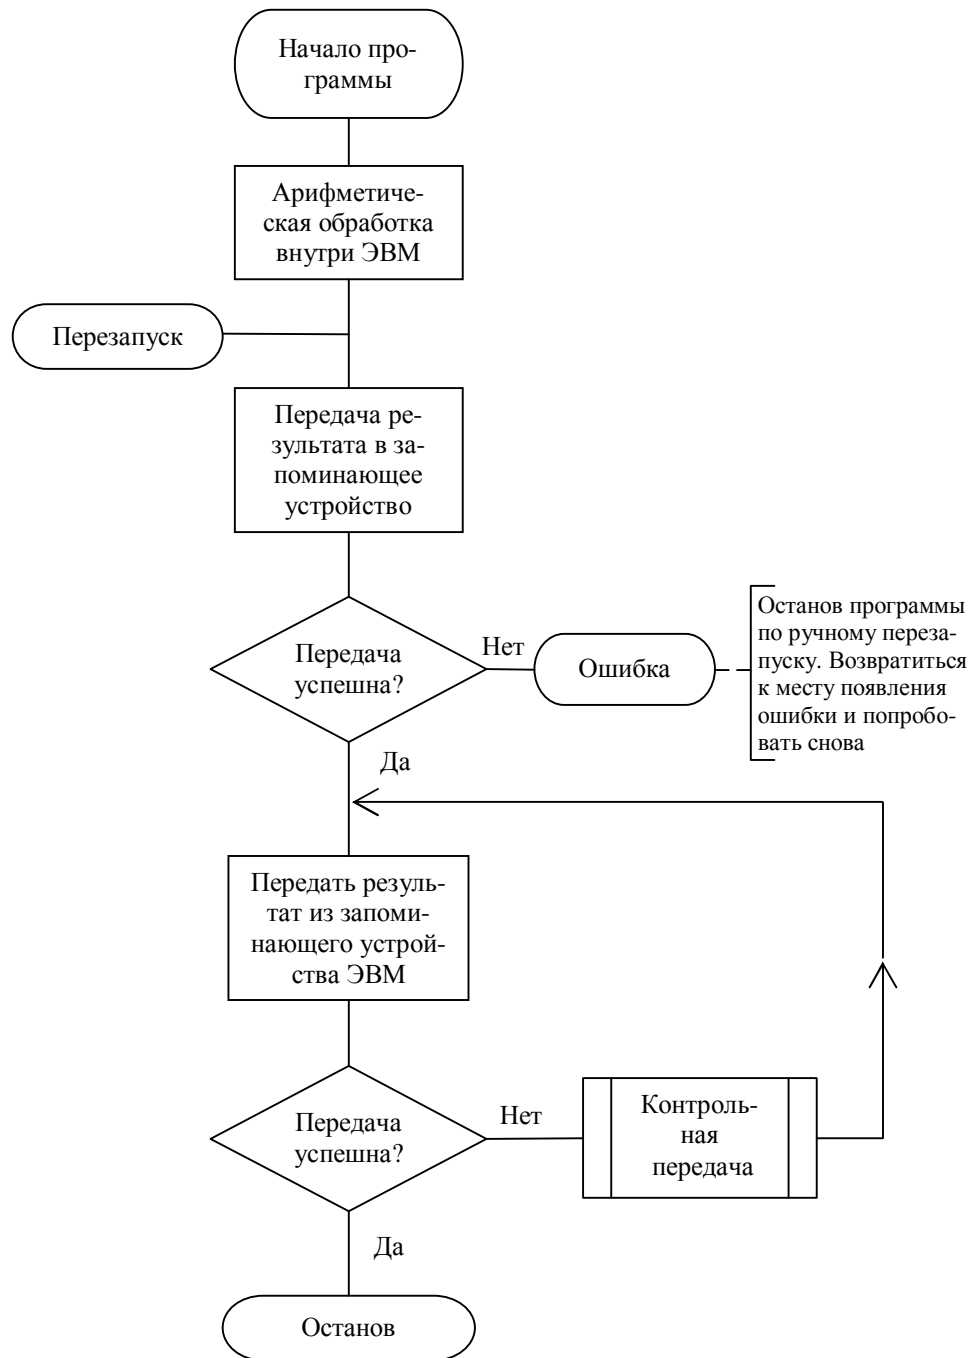 Начало про-
граммы
Арифметиче-
ская обработка
внутри ЭВМ
Перезапуск
Передача ре-
зультата в за-
поминающее
устройство
Передача
успешна?
Нет
Ошибка
Останов программы
по ручному переза-
пуску. Возвратиться
к месту появления
ошибки и попробо-
вать снова
Да
Передать резуль-
тат из запоми-
нающего устрой-
ства ЭВМ
Передача
успешна?
Нет
Контроль-
ная
передача
Да
Останов